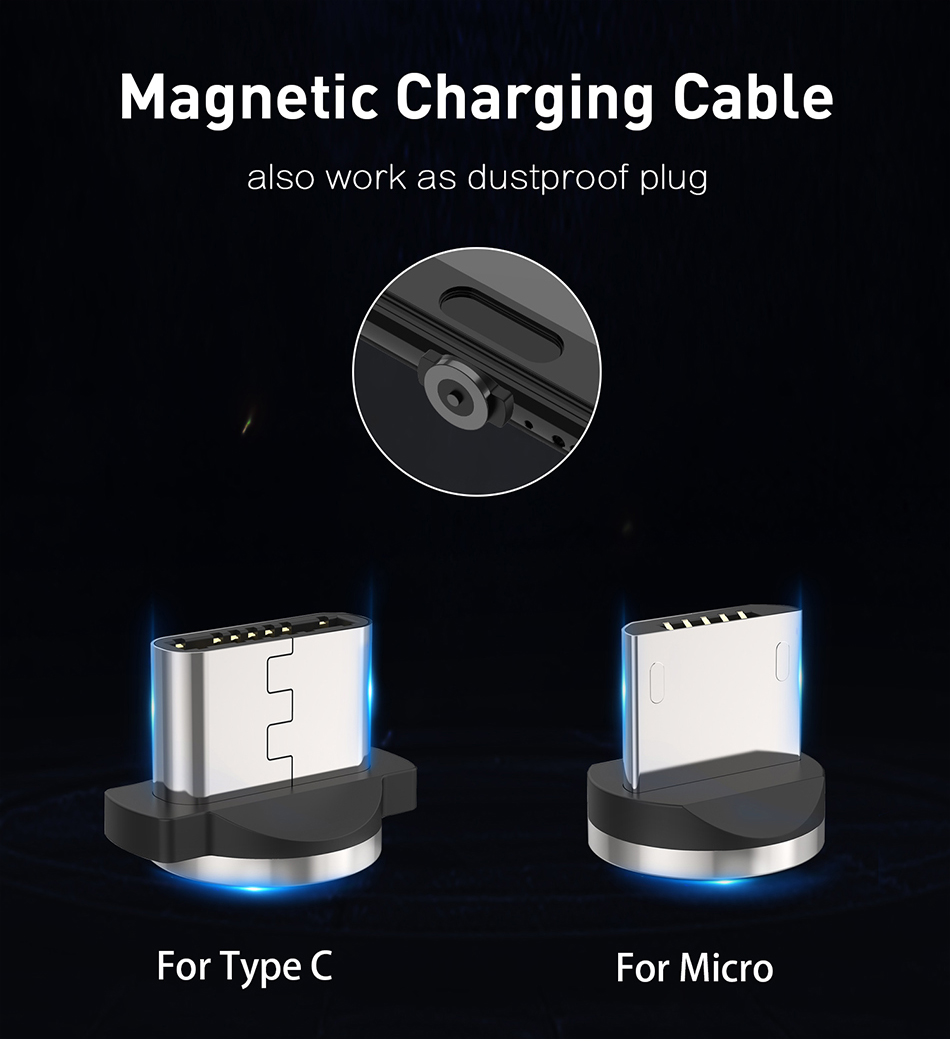 Magnetic Charging Cable
also work as dustproof plug
For Type C
For Micro